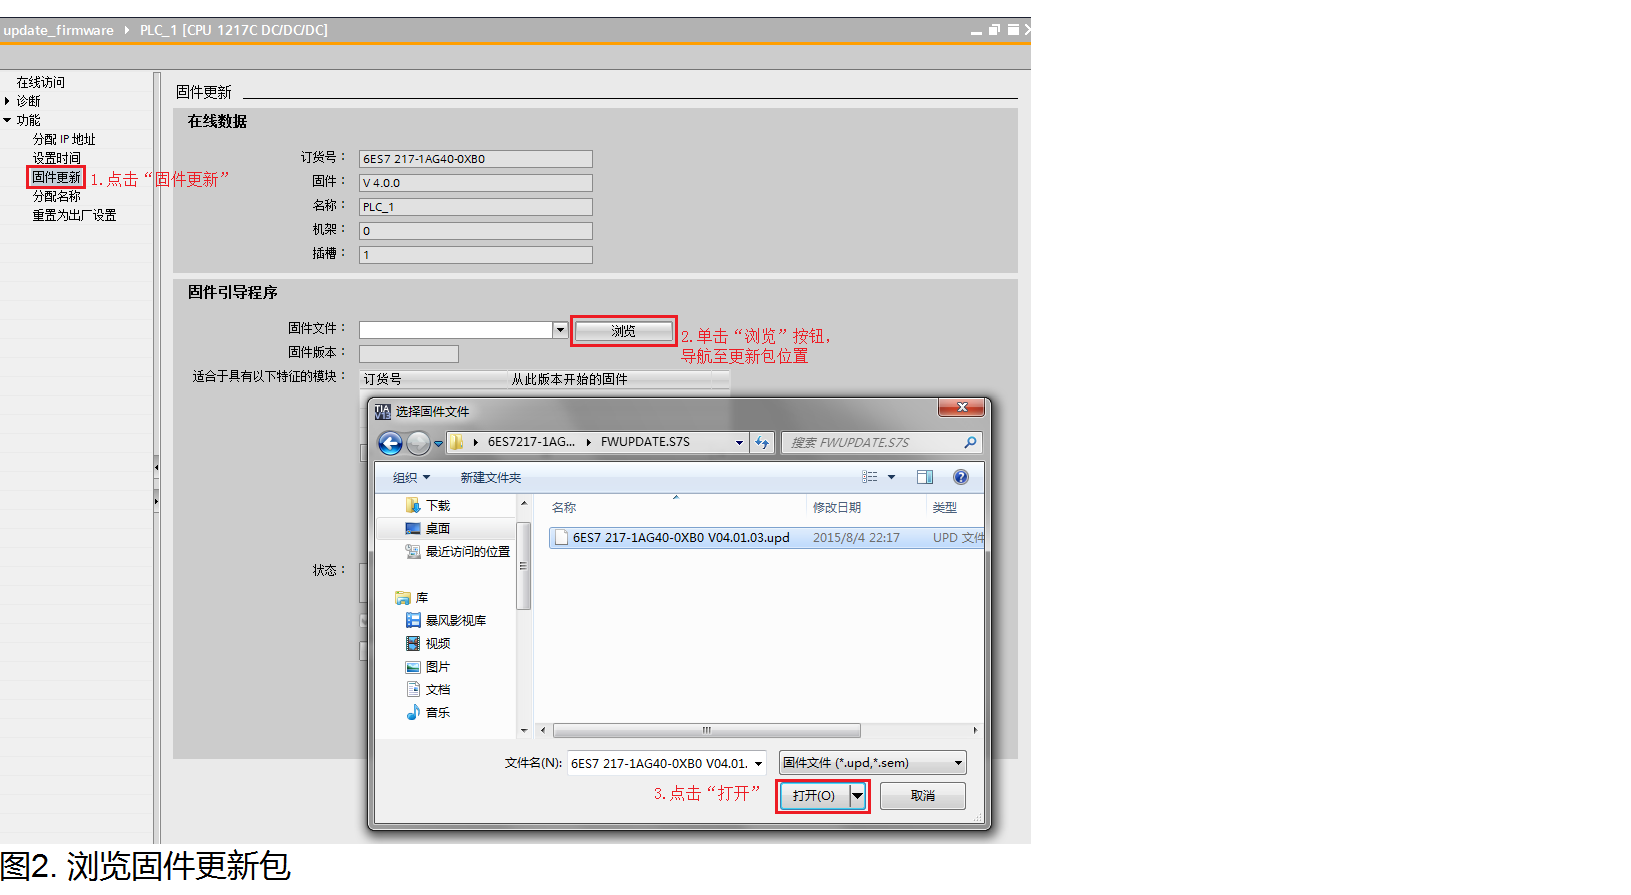 update_firmware ▸ PLC_1 [CPU 1217C DC/DC/DC]
在线访问
诊断
功能
分配 IP 地址
设置时间
固件更新
1.点击“固件更新”
分配名称
重置为出厂设置
固件更新
在线数据
订货号： 6ES7 217-1AG40-0XB0
固件： V 4.0.0
名称： PLC_1
机架： 0
插槽： 1
固件引导程序
固件文件： 浏览
2.单击“浏览”按钮，
导航至更新包位置
固件版本：
适合于具有以下特征的模块： 订货号 从此版本开始的固件
状态：
TIA V13 选择固件文件
6ES7217-1AG... ▸ FWUPDATE.S7S 搜索 FWUPDATE.S7S
组织 新建文件夹
下载
桌面
最近访问的位置
库
暴风影视库
视频
图片
文档
音乐
名称 修改日期 类型
6ES7 217-1AG40-0XB0 V04.01.03.upd 2015/8/4 22:17 UPD 文件
文件名(N): 6ES7 217-1AG40-0XB0 V04.01. 固件文件 (*.upd,*.sem)
3.点击“打开” 打开(O) 取消
图2. 浏览固件更新包